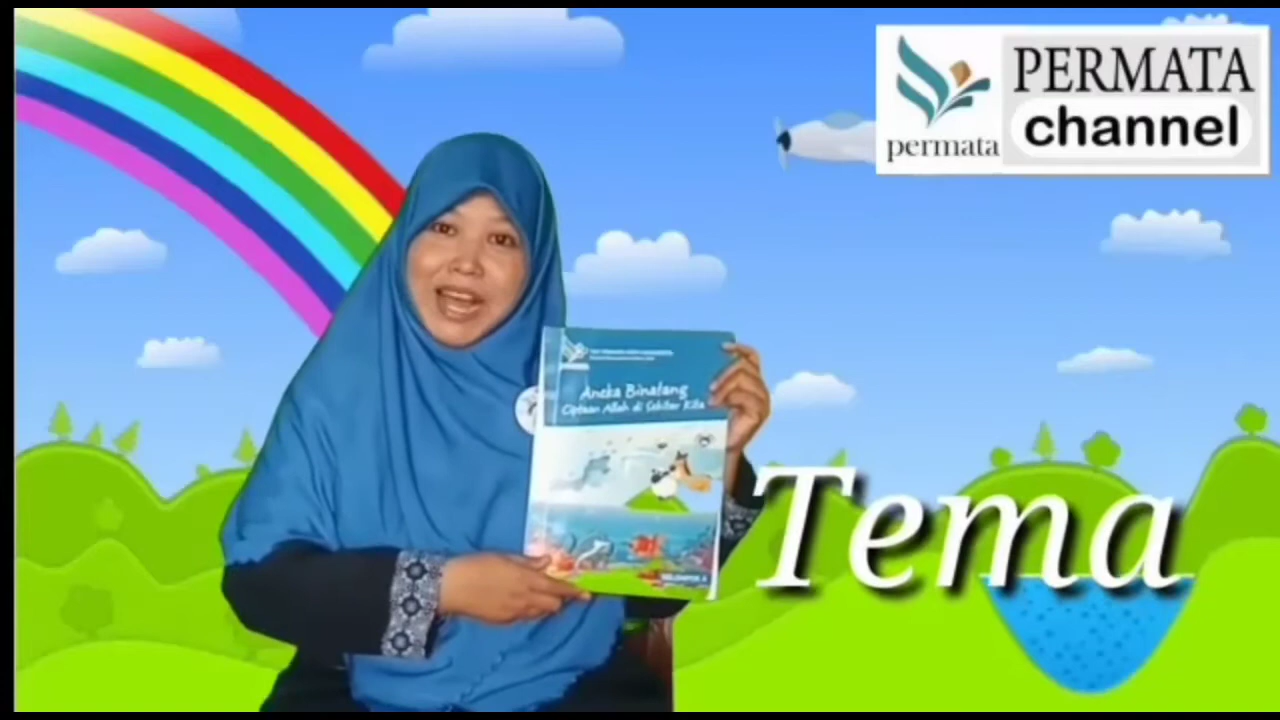 PERMATA
channel
permata
Aneka Binatang
Ciptaan Allah di Sekitar Kita
Tema